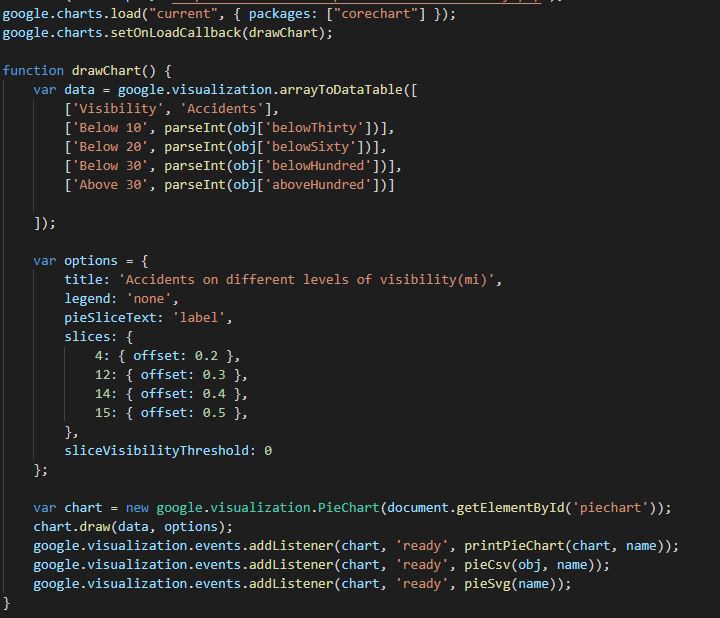 google.charts.load("current", { packages: ["corechart"] });
google.charts.setOnLoadCallback(drawChart);

function drawChart() {
    var data = google.visualization.arrayToDataTable([
        ['Visibility', 'Accidents'],
        ['Below 10', parseInt(obj['belowThirty'])],
        ['Below 20', parseInt(obj['belowSixty'])],
        ['Below 30', parseInt(obj['belowHundred'])],
        ['Above 30', parseInt(obj['aboveHundred'])]

    ]);

    var options = {
        title: 'Accidents on different levels of visibility(mi)',
        legend: 'none',
        pieSliceText: 'label',
        slices: {
            4: { offset: 0.2 },
            12: { offset: 0.3 },
            14: { offset: 0.4 },
            15: { offset: 0.5 },
        },
        sliceVisibilityThreshold: 0
    };

    var chart = new google.visualization.PieChart(document.getElementById('piechart'));
    chart.draw(data, options);
    google.visualization.events.addListener(chart, 'ready', printPieChart(chart, name));
    google.visualization.events.addListener(chart, 'ready', pieCsv(obj, name));
    google.visualization.events.addListener(chart, 'ready', pieSvg(name));
}